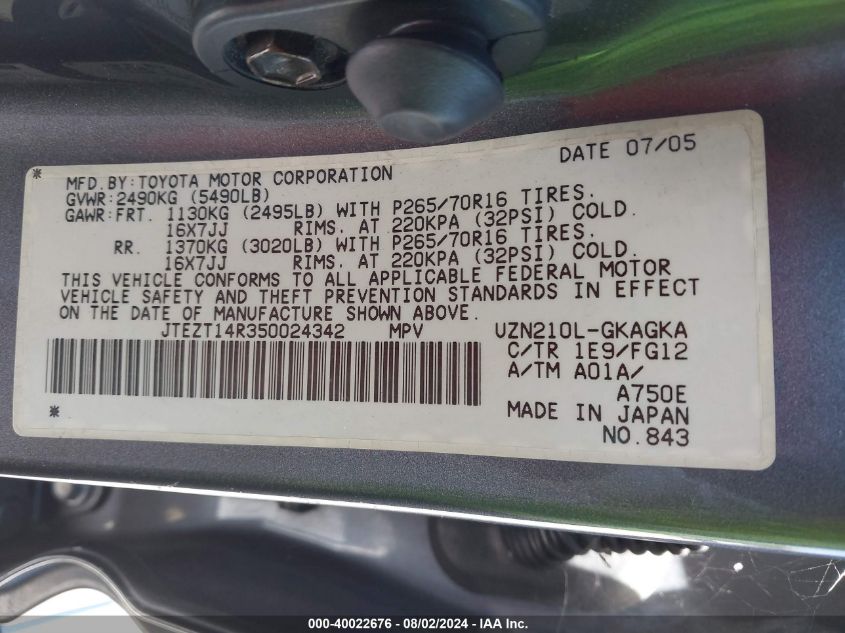 DATE 07/05
MFD. BY: TOYOTA MOTOR CORPORATION
GVWR: 2490KG (5490LB)
GAWR: FRT. 1130KG (2495LB) WITH P265/70R16 TIRES.
16X7JJ RIMS. AT 220KPA (32PSI) COLD.
RR. 1370KG (3020LB) WITH P265/70R16 TIRES.
16X7JJ RIMS. AT 220KPA (32PSI) COLD.
THIS VEHICLE CONFORMS TO ALL APPLICABLE FEDERAL MOTOR
VEHICLE SAFETY AND THEFT PREVENTION STANDARDS IN EFFECT
ON THE DATE OF MANUFACTURE SHOWN ABOVE.
JTEZT14R350024342 MPV UZN210L-GKAGKA
C/TR 1E9/FG12
A/TM A01A/
A750E
MADE IN JAPAN
NO. 843
000-40022676 - 08/02/2024 - IAA Inc.